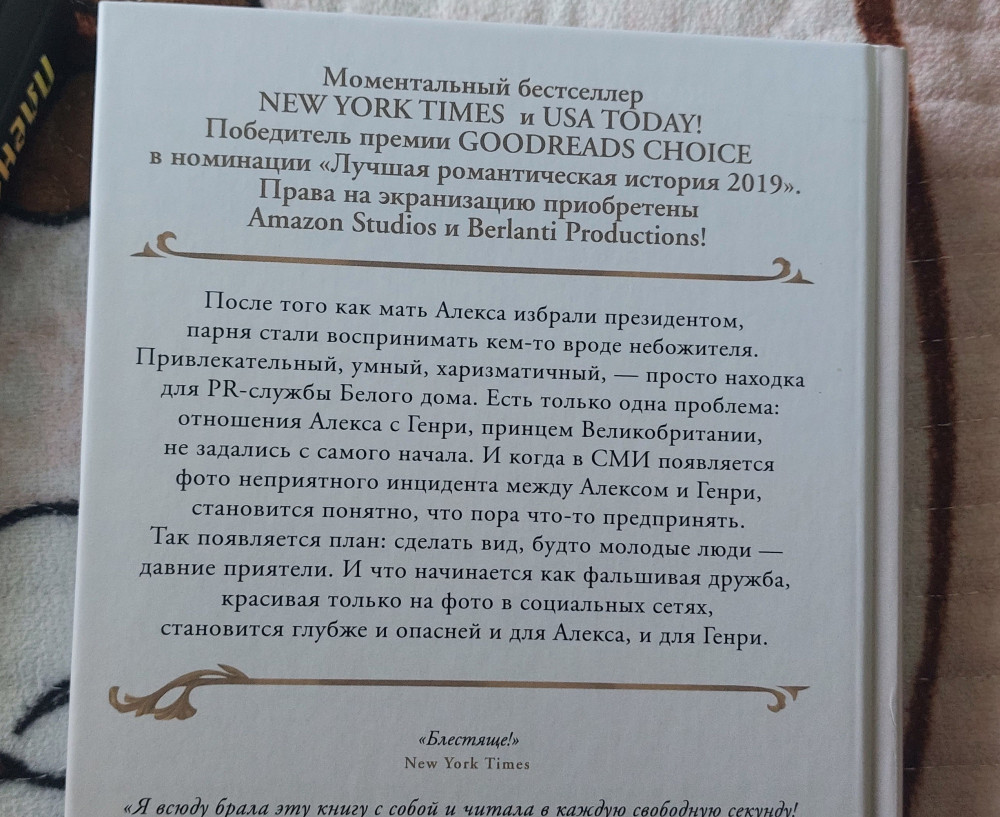 Моментальный бестселлер
NEW YORK TIMES и USA TODAY!
Победитель премии GOODREADS CHOICE
в номинации «Лучшая романтическая история 2019».
Права на экранизацию приобретены
Amazon Studios и Berlanti Productions!
После того как мать Алекса избрали президентом,
парня стали воспринимать кем-то вроде небожителя.
Привлекательный, умный, харизматичный, — просто находка
для PR-службы Белого дома. Есть только одна проблема:
отношения Алекса с Генри, принцем Великобритании,
не задались с самого начала. И когда в СМИ появляется
фото неприятного инцидента между Алексом и Генри,
становится понятно, что пора что-то предпринять.
Так появляется план: сделать вид, будто молодые люди —
давние приятели. И что начинается как фальшивая дружба,
красивая только на фото в социальных сетях,
становится глубже и опасней и для Алекса, и для Генри.
«Блестяще!»
New York Times
«Я всюду брала эту книгу с собой и читала в каждую свободную секунду!